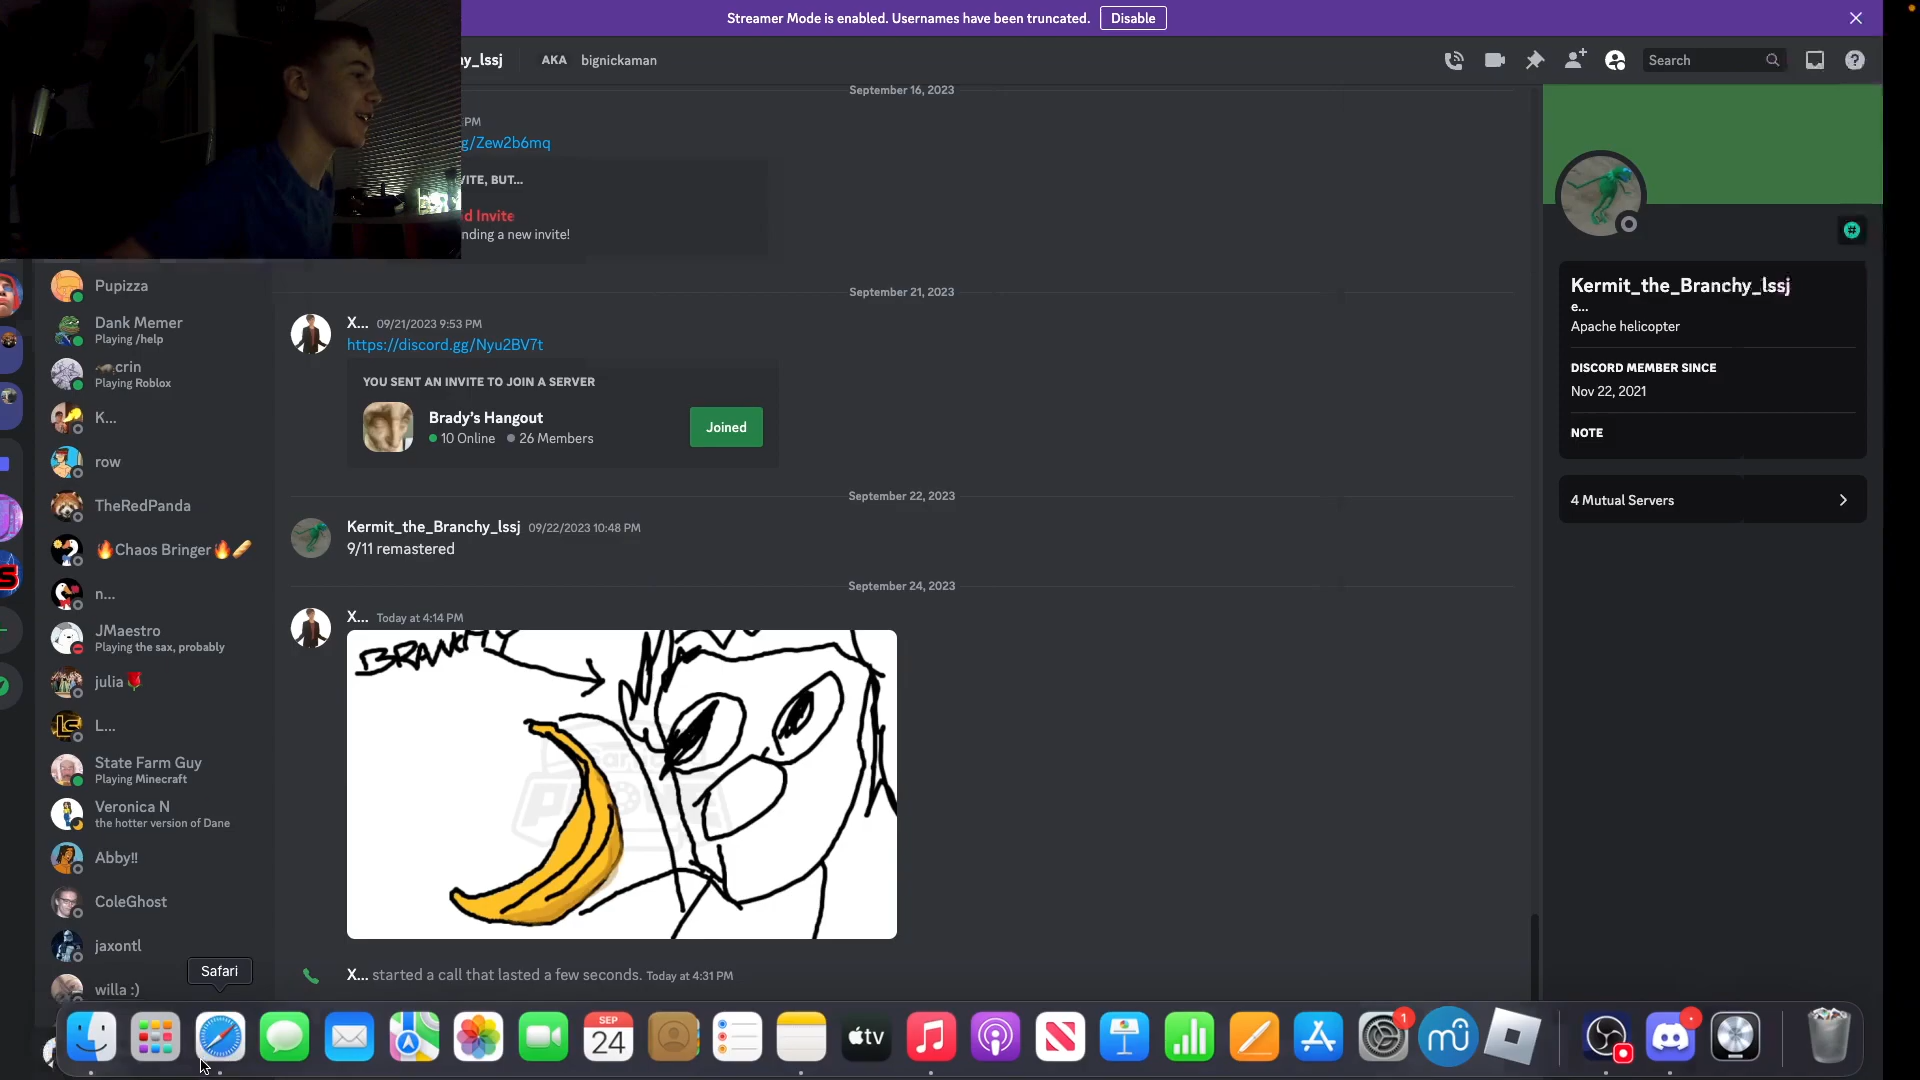 Streamer Mode is enabled. Usernames have been truncated. Disable
hy_lssj AKA bignickaman
Search
September 16, 2023
PM
g/Zew2b6mq
VITE, BUT...
d Invite
nding a new invite!
September 21, 2023
X... 09/21/2023 9:53 PM
https://discord.gg/Nyu2BV7t
YOU SENT AN INVITE TO JOIN A SERVER
Brady's Hangout
10 Online 26 Members
Joined
September 22, 2023
Kermit_the_Branchy_lssj 09/22/2023 10:48 PM
9/11 remastered
September 24, 2023
X... Today at 4:14 PM
BRANCHY
X... started a call that lasted a few seconds. Today at 4:31 PM
Pupizza
Dank Memer
Playing /help
crin
Playing Roblox
K...
row
TheRedPanda
🔥Chaos Bringer🔥🥖
n...
JMaestro
Playing the sax, probably
julia🌹
L...
State Farm Guy
Playing Minecraft
Veronica N
the hotter version of Dane
Abby!!
ColeGhost
jaxontl
willa :)
Safari
Kermit_the_Branchy_lssj
e...
Apache helicopter
DISCORD MEMBER SINCE
Nov 22, 2021
NOTE
4 Mutual Servers
SEP
24
tv
1
mü